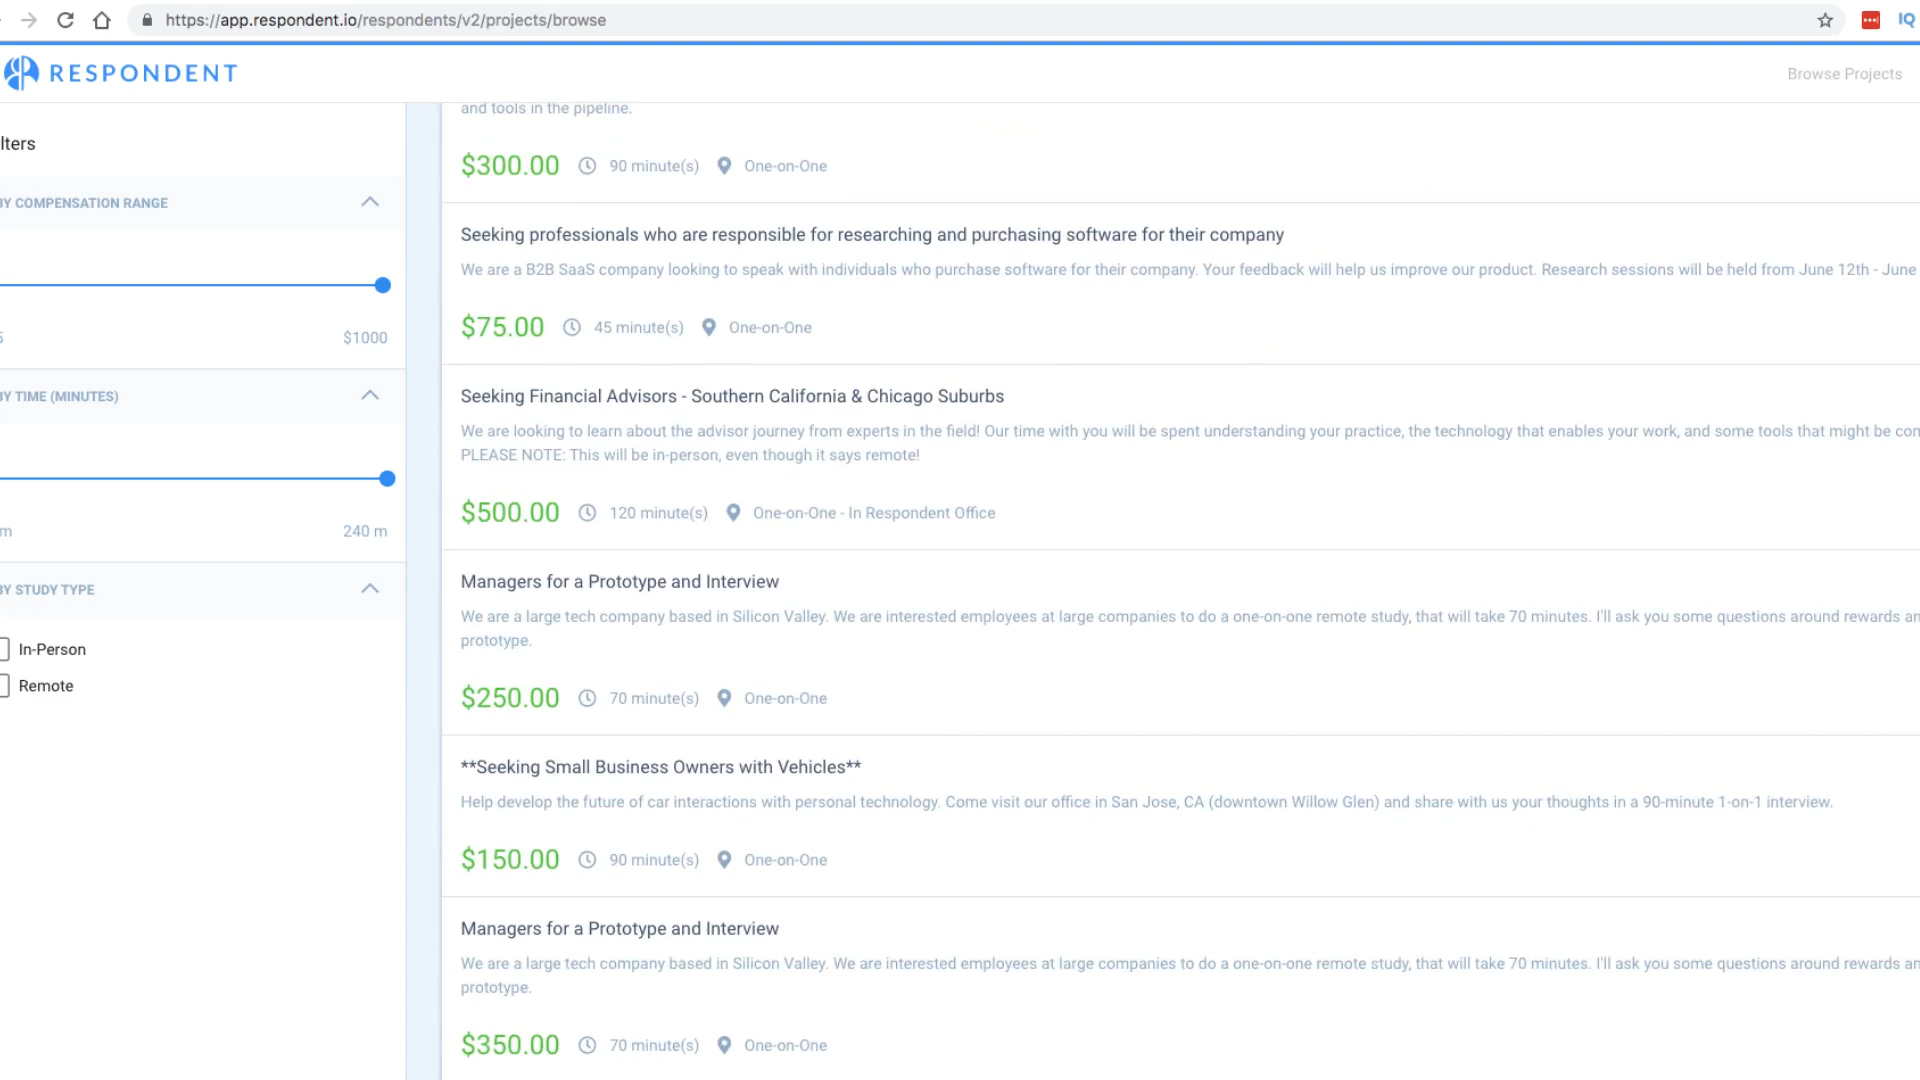 https://app.respondent.io/respondents/v2/projects/browse
IQ
RESPONDENT
Browse Projects
lters
BY COMPENSATION RANGE
$1000
BY TIME (MINUTES)
m
240 m
BY STUDY TYPE
In-Person
Remote
and tools in the pipeline.
$300.00 90 minute(s) One-on-One
Seeking professionals who are responsible for researching and purchasing software for their company
We are a B2B SaaS company looking to speak with individuals who purchase software for their company. Your feedback will help us improve our product. Research sessions will be held from June 12th - June
$75.00 45 minute(s) One-on-One
Seeking Financial Advisors - Southern California & Chicago Suburbs
We are looking to learn about the advisor journey from experts in the field! Our time with you will be spent understanding your practice, the technology that enables your work, and some tools that might be
PLEASE NOTE: This will be in-person, even though it says remote!
$500.00 120 minute(s) One-on-One - In Respondent Office
Managers for a Prototype and Interview
We are a large tech company based in Silicon Valley. We are interested employees at large companies to do a one-on-one remote study, that will take 70 minutes. I'll ask you some questions around rewards
prototype.
$250.00 70 minute(s) One-on-One
**Seeking Small Business Owners with Vehicles**
Help develop the future of car interactions with personal technology. Come visit our office in San Jose, CA (downtown Willow Glen) and share with us your thoughts in a 90-minute 1-on-1 interview.
$150.00 90 minute(s) One-on-One
Managers for a Prototype and Interview
We are a large tech company based in Silicon Valley. We are interested employees at large companies to do a one-on-one remote study, that will take 70 minutes. I'll ask you some questions around rewards
prototype.
$350.00 70 minute(s) One-on-One